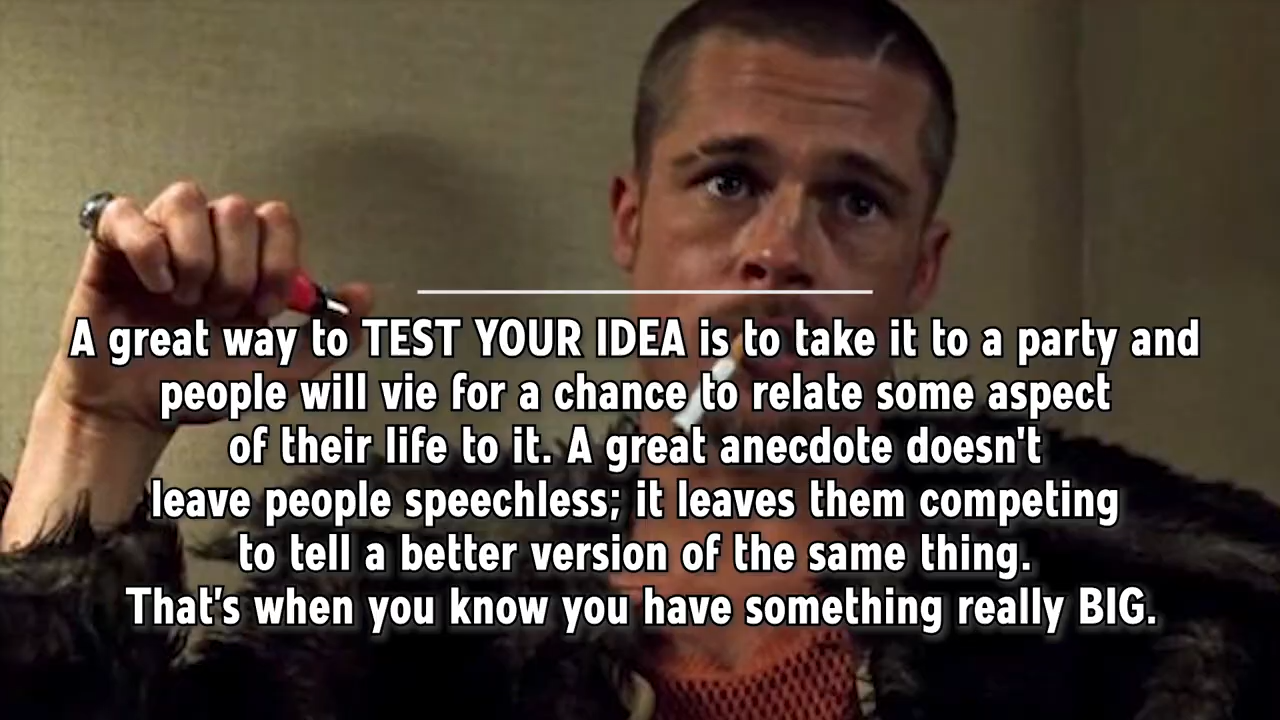 A great way to TEST YOUR IDEA is to take it to a party and
people will vie for a chance to relate some aspect
of their life to it. A great anecdote doesn't
leave people speechless; it leaves them competing
to tell a better version of the same thing.
That's when you know you have something really BIG.